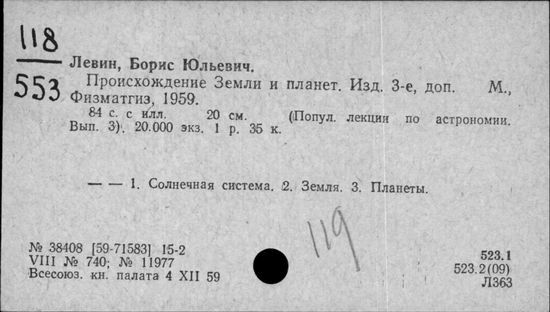 118
553
Левин, Борис Юльевич.
Происхождение Земли и планет. Изд. 3-е, доп. М.,
Физматгиз, 1959.
84 с. с илл. 20 см. (Попул. лекции по астрономии.
Вып. 3). 20.000 экз. 1 р. 35 к.
— — 1. Солнечная система. 2. Земля. 3. Планеты.
119
№ 38408 [59-71583] 15-2
VIII № 740; № 11977
Всесоюз. кн. палата 4 XII 59
523.1
523.2(09)
Л363